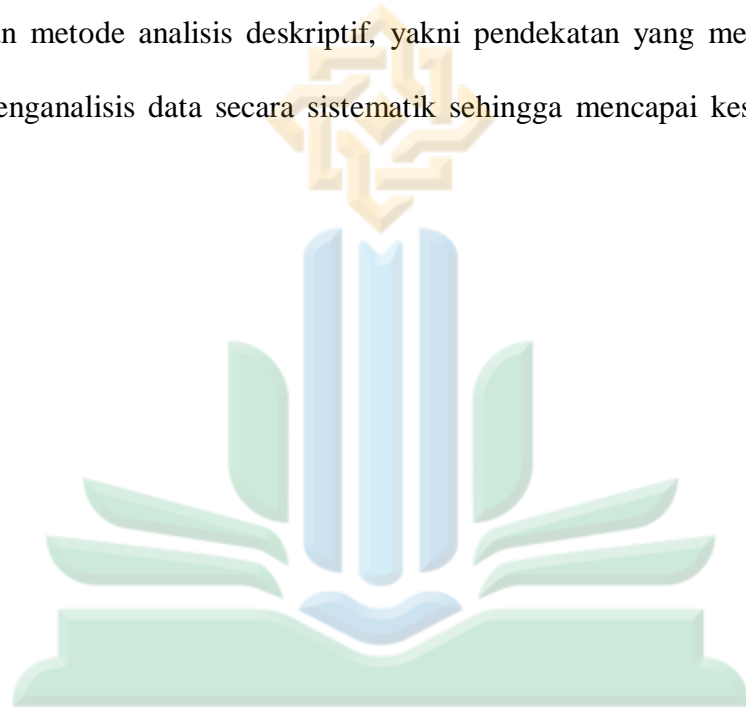 n metode analisis deskriptif, yakni pendekatan yang me
enganalisis data secara sistematik sehingga mencapai kes